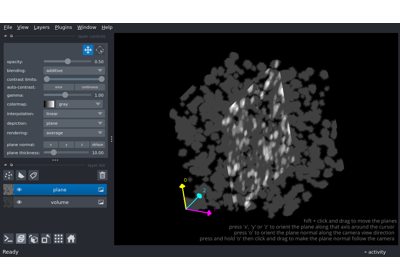 File View Layers Plugins Window Help
layer controls
opacity: 0.50
blending: additive
contrast limits:
auto-contrast: once continuous
gamma: 1.00
colormap: gray
interpolation: linear
depiction: plane
rendering: average
plane normal: x y z oblique
plane thickness: 10.00
layer list
plane
volume
shift + click and drag to move the planes
press 'x', 'y' or 'z' to orient the plane along that axis around the cursor
press 'o' to orient the plane normal along the camera view direction
press and hold 'o' then click and drag to make the plane normal follow the camera
Ready
activity